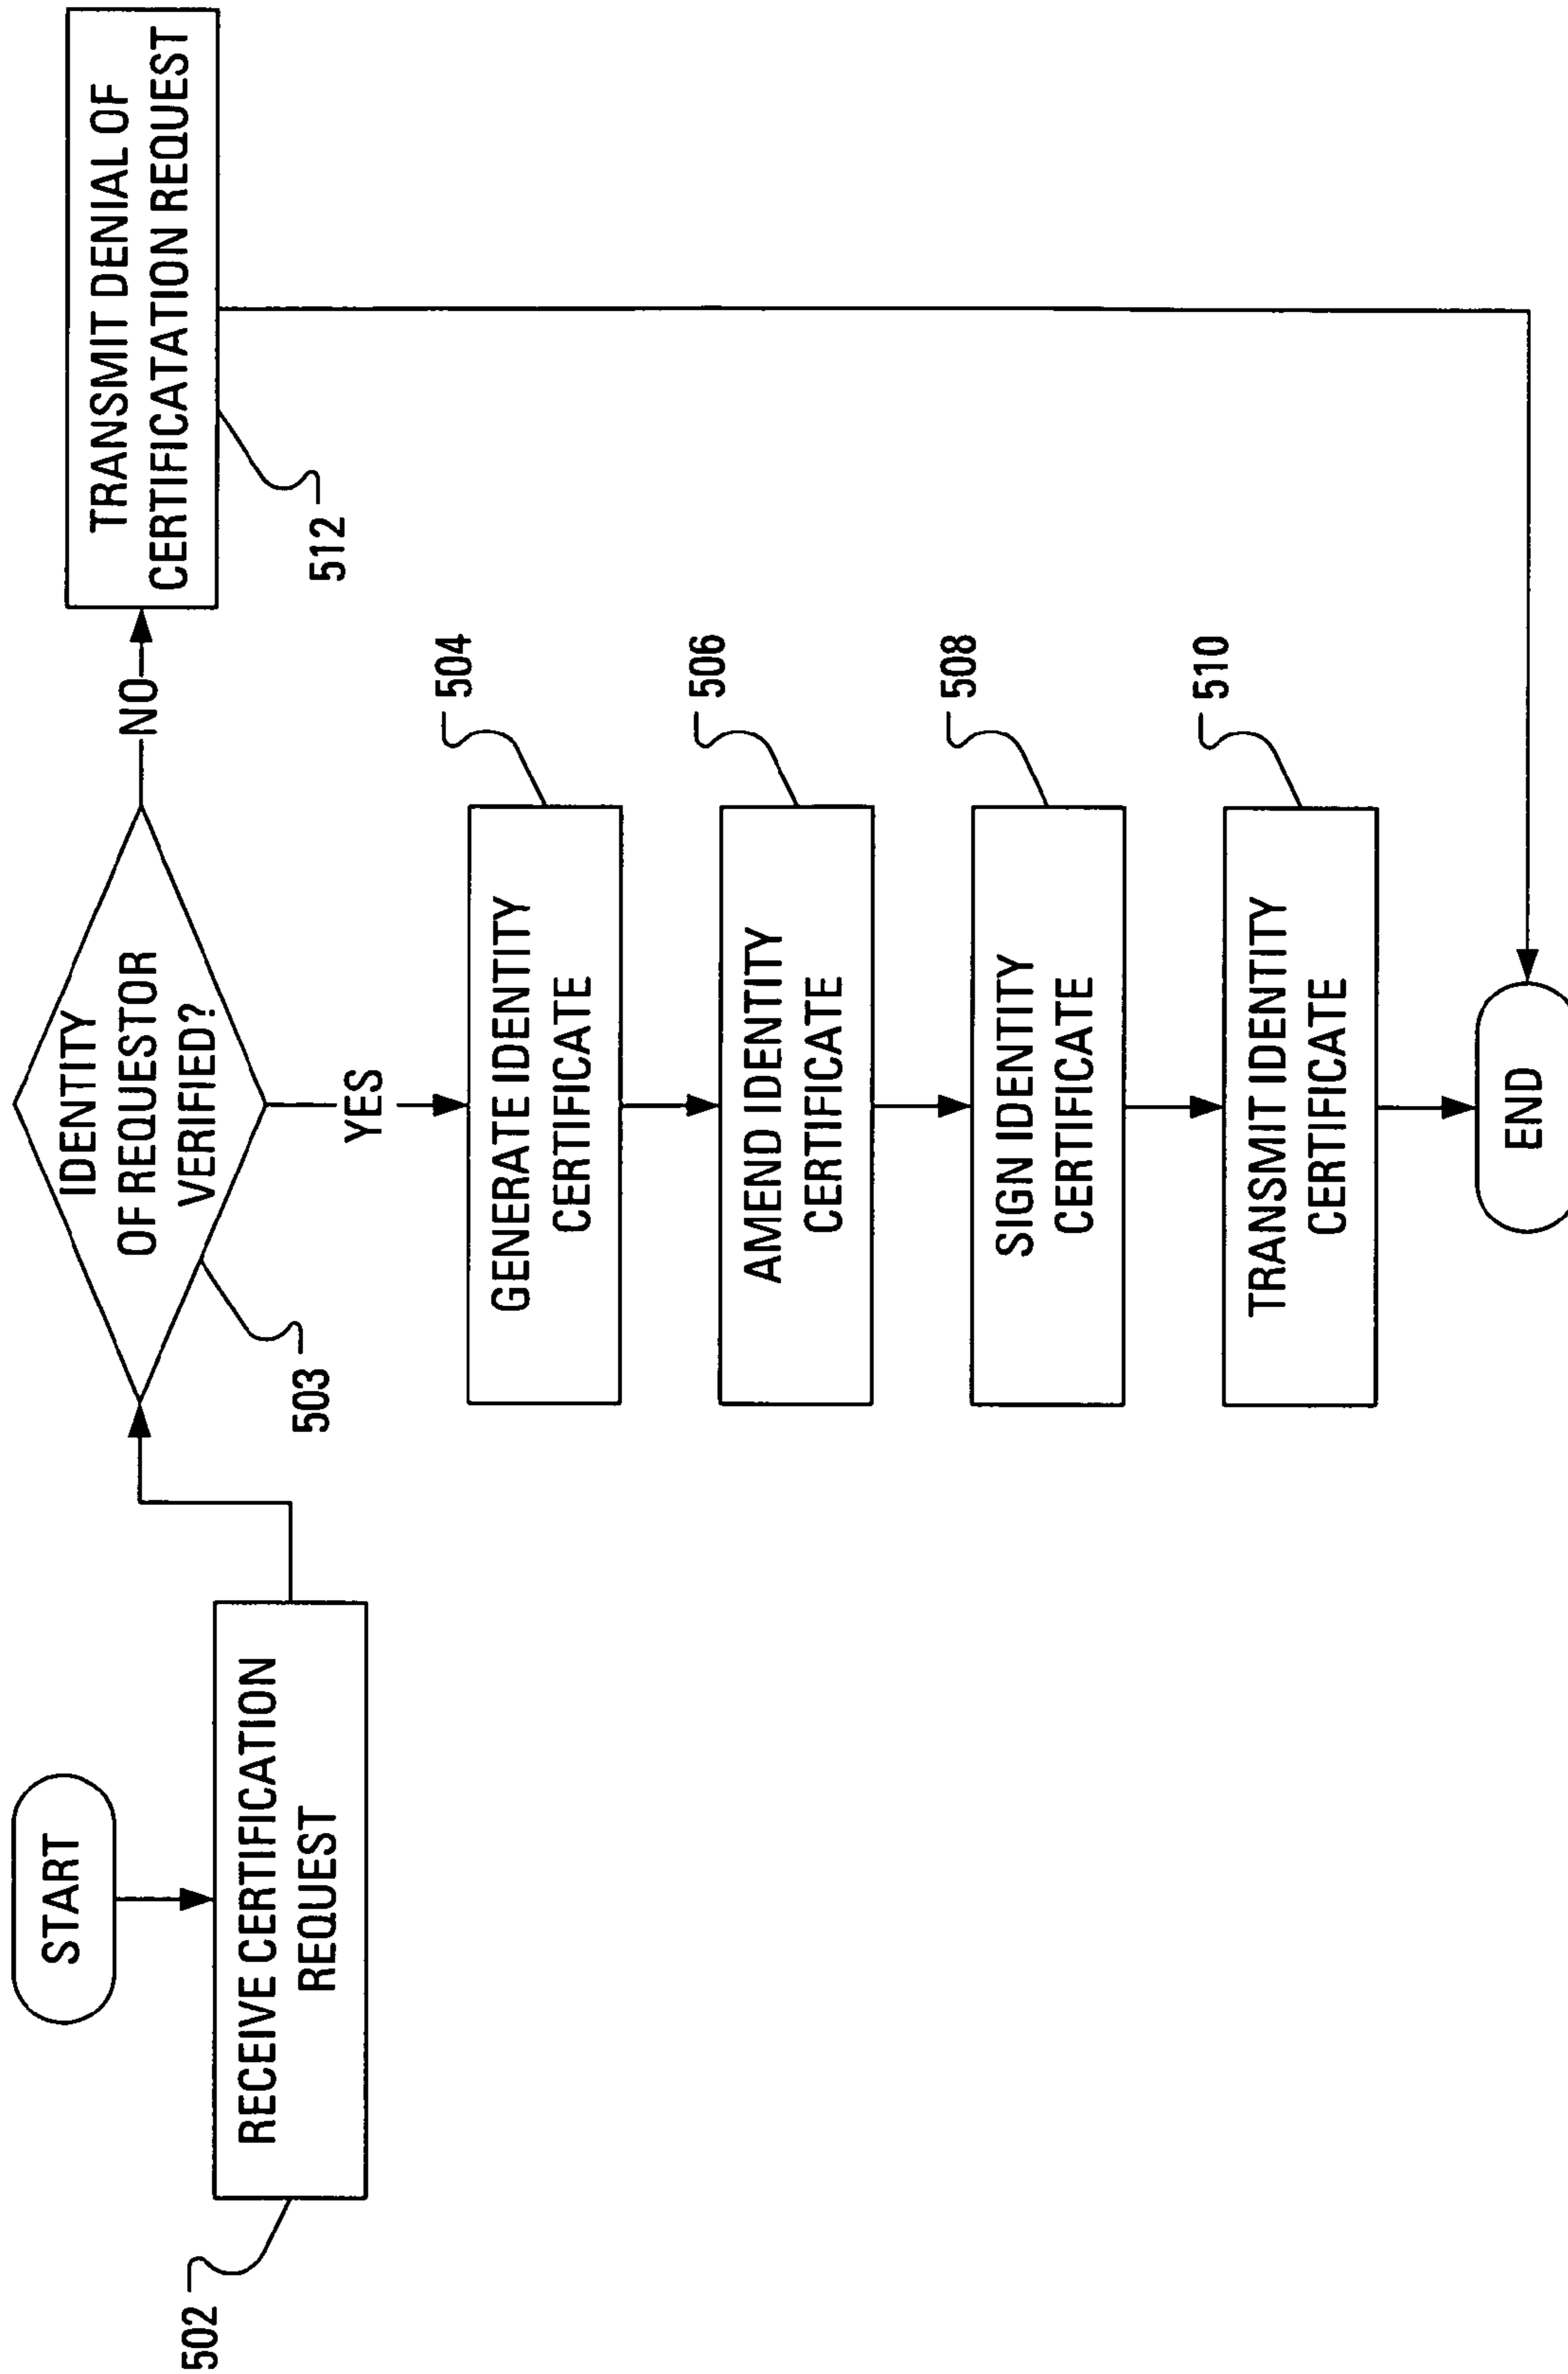 START
RECEIVE CERTIFICATION
REQUEST
502
IDENTITY
OF REQUESTOR
VERIFIED?
503
NO
TRANSMIT DENIAL OF
CERTIFICATATION REQUEST
512
YES
GENERATE IDENTITY
CERTIFICATE
504
AMEND IDENTITY
CERTIFICATE
506
SIGN IDENTITY
CERTIFICATE
508
TRANSMIT IDENTITY
CERTIFICATE
510
END